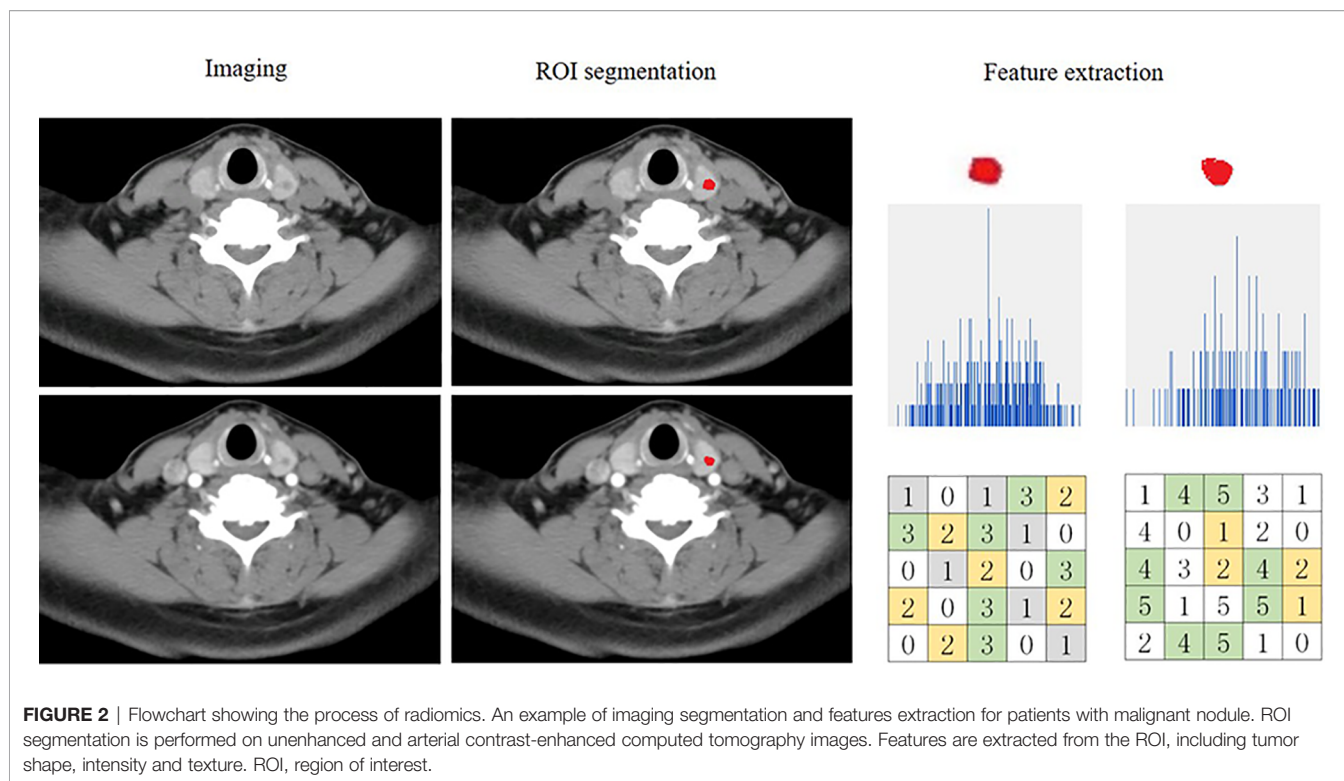 Imaging
ROI segmentation
Feature extraction
1 0 1 3 2
3 2 3 1 0
0 1 2 0 3
2 0 3 1 2
0 2 3 0 1
1 4 5 3 1
4 0 1 2 0
4 3 2 4 2
5 1 5 5 1
2 4 5 1 0
FIGURE 2 | Flowchart showing the process of radiomics. An example of imaging segmentation and features extraction for patients with malignant nodule. ROI
segmentation is performed on unenhanced and arterial contrast-enhanced computed tomography images. Features are extracted from the ROI, including tumor
shape, intensity and texture. ROI, region of interest.